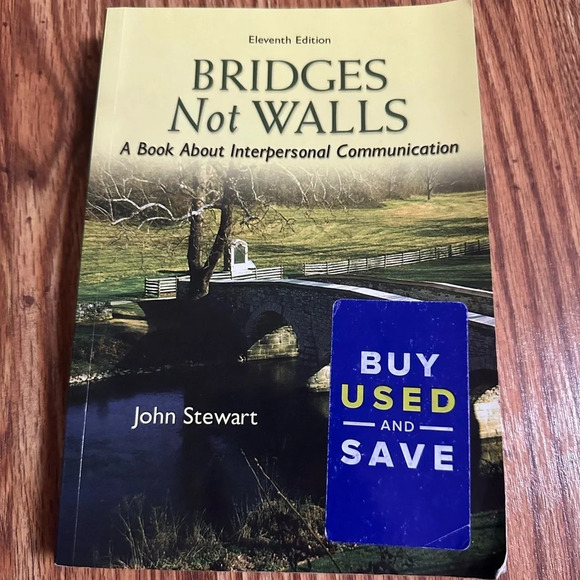 Eleventh Edition
BRIDGES
Not WALLS
A Book About Interpersonal Communication
John Stewart
BUY
USED
AND
SAVE